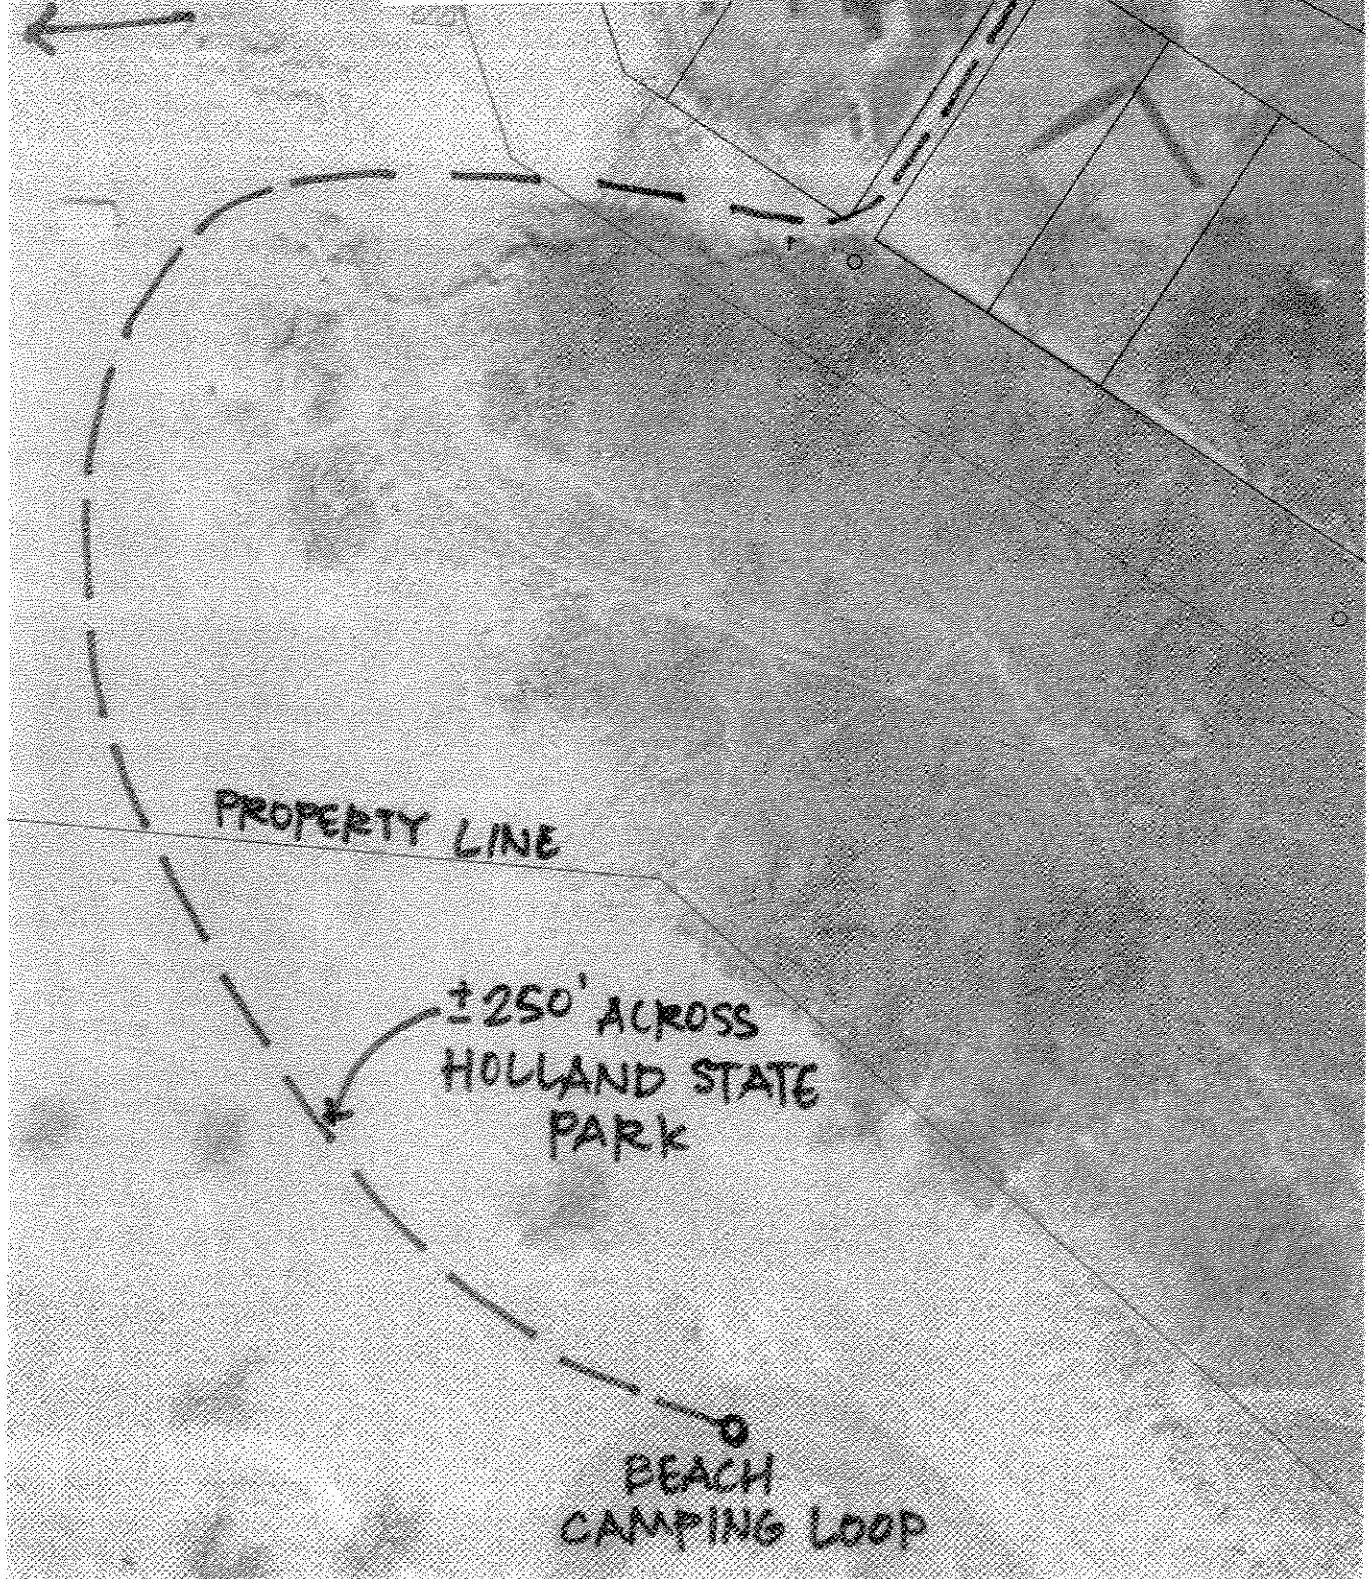 PROPERTY LINE
±250' ACROSS
HOLLAND STATE
PARK
BEACH
CAMPING LOOP